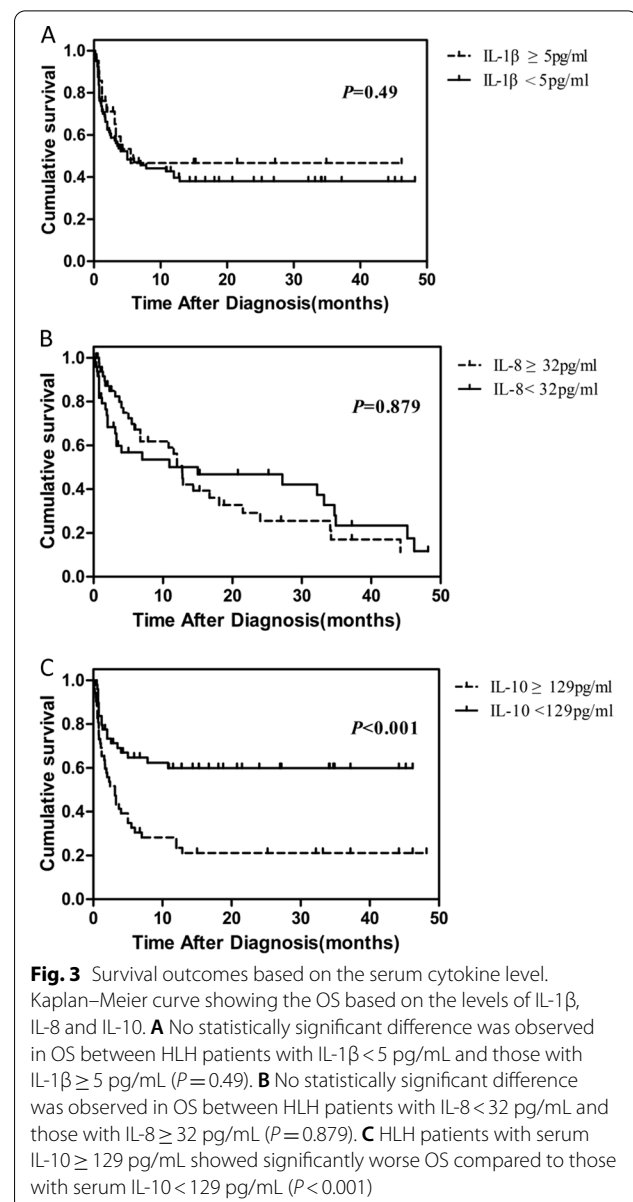 A
1.0
0.8
0.6
0.4
0.2
0.0
Cumulative survival
P=0.49
IL-1β ≥ 5pg/ml
IL-1β < 5pg/ml
0 10 20 30 40 50
Time After Diagnosis(months)
B
1.0
0.8
0.6
0.4
0.2
0.0
Cumulative survival
P=0.879
IL-8 ≥ 32pg/ml
IL-8< 32pg/ml
0 10 20 30 40 50
Time After Diagnosis(months)
C
1.0
0.8
0.6
0.4
0.2
0.0
Cumulative survival
P<0.001
IL-10 ≥ 129pg/ml
IL-10 <129pg/ml
0 10 20 30 40 50
Time After Diagnosis(months)
Fig. 3 Survival outcomes based on the serum cytokine level.
Kaplan–Meier curve showing the OS based on the levels of IL-1β,
IL-8 and IL-10. A No statistically significant difference was observed
in OS between HLH patients with IL-1β < 5 pg/mL and those with
IL-1β ≥ 5 pg/mL (P = 0.49). B No statistically significant difference
was observed in OS between HLH patients with IL-8 < 32 pg/mL and
those with IL-8 ≥ 32 pg/mL (P = 0.879). C HLH patients with serum
IL-10 ≥ 129 pg/mL showed significantly worse OS compared to those
with serum IL-10 < 129 pg/mL (P < 0.001)